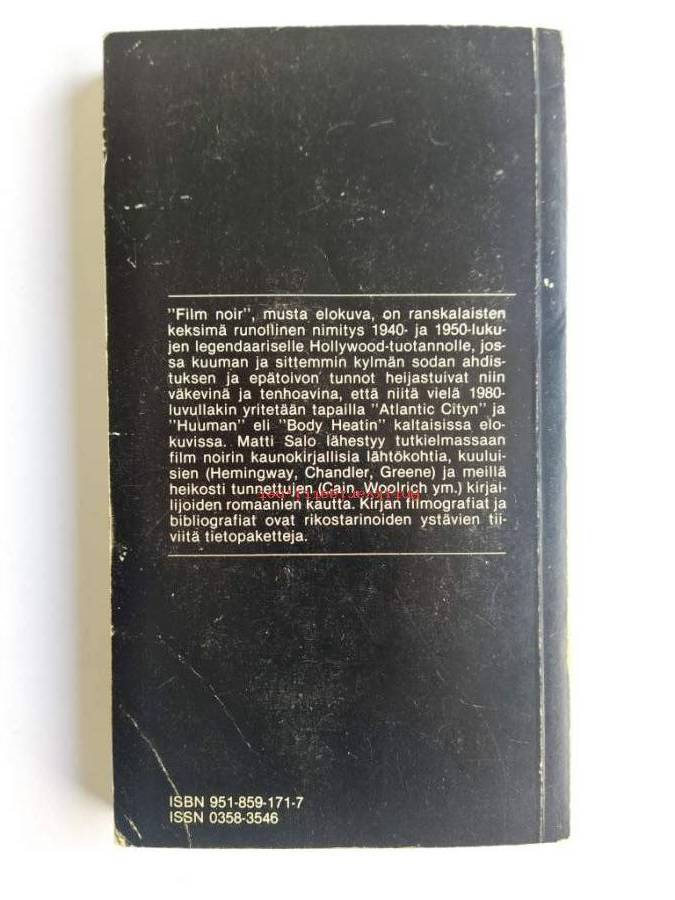 "Film noir", musta elokuva, on ranskalaisten
keksimä runollinen nimitys 1940- ja 1950-luku-
jen legendaariselle Hollywood-tuotannolle, jos-
sa kuuman ja sittemmin kylmän sodan ahdis-
tuksen ja epätoivon tunnot heijastuivat niin
väkevinä ja tenhoavina, että niitä vielä 1980-
luvullakin yritetään tapailla "Atlantic Cityn" ja
"Huuman" eli "Body Heatin" kaltaisissa elo-
kuvissa. Matti Salo lähestyy tutkielmassaan
film noirin kaunokirjallisia lähtökohtia, kuului-
sien (Hemingway, Chandler, Greene) ja meillä
heikosti tunnettujen (Cain, Woolrich ym.) kirjai-
lijoiden romaanien kautta. Kirjan filmografiat ja
bibliografiat ovat rikostarinoiden ystävien tii-
viitä tietopaketteja.
ISBN 951-859-171-7
ISSN 0358-3546